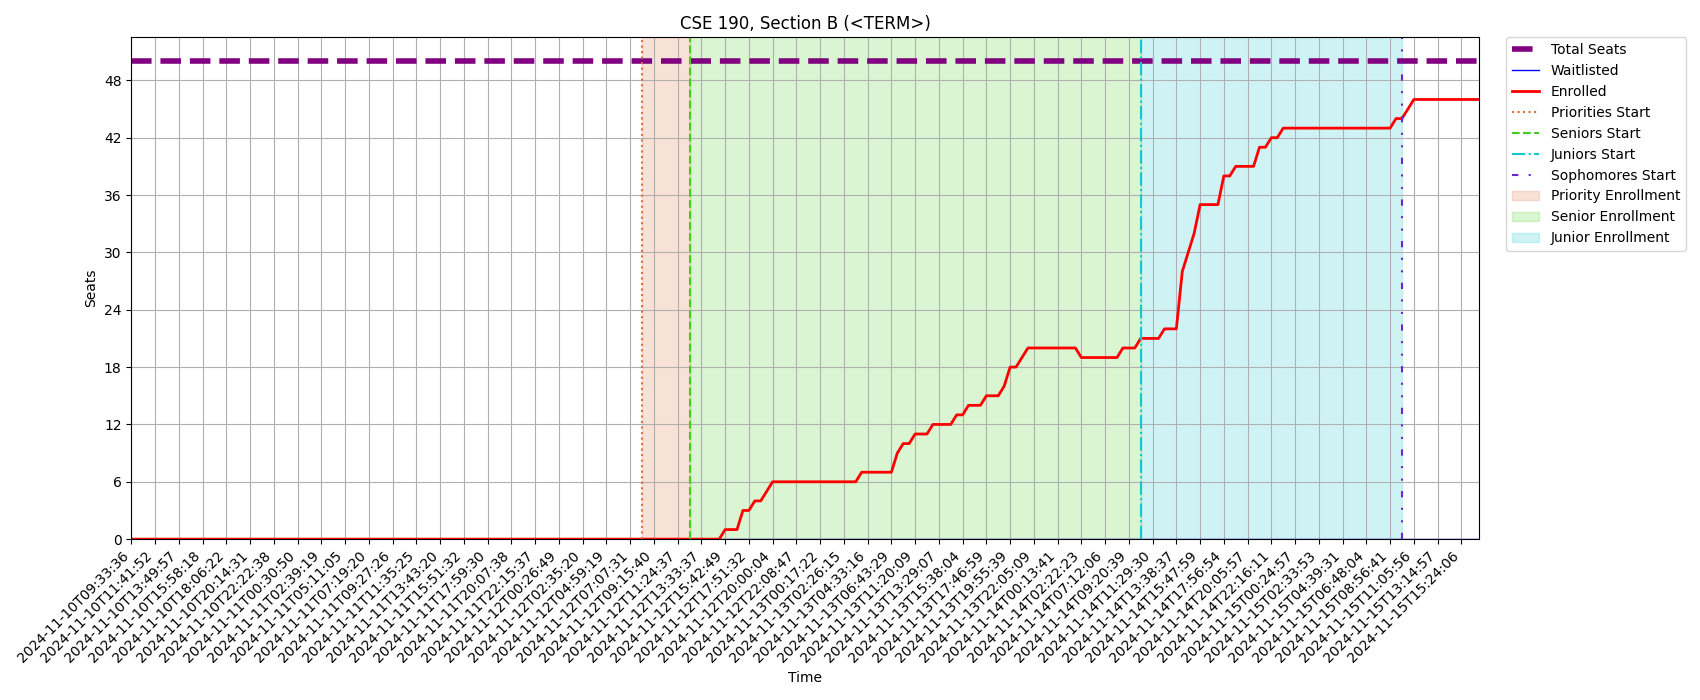 CSE 190, Section B (<TERM>)
Total Seats
Waitlisted
Enrolled
Priorities Start
Seniors Start
Juniors Start
Sophomores Start
Priority Enrollment
Senior Enrollment
Junior Enrollment
Seats
48
42
36
30
24
18
12
6
0
2024-11-10T09:33:36
2024-11-10T11:41:52
2024-11-10T13:49:57
2024-11-10T15:58:18
2024-11-10T18:06:22
2024-11-10T20:14:31
2024-11-10T22:22:38
2024-11-11T00:30:50
2024-11-11T02:39:19
2024-11-11T05:11:05
2024-11-11T07:19:20
2024-11-11T09:27:26
2024-11-11T11:35:25
2024-11-11T13:43:20
2024-11-11T15:51:32
2024-11-11T17:59:30
2024-11-11T20:07:38
2024-11-11T22:15:37
2024-11-12T00:26:49
2024-11-12T02:35:20
2024-11-12T04:59:19
2024-11-12T07:07:31
2024-11-12T09:15:40
2024-11-12T11:24:37
2024-11-12T13:33:37
2024-11-12T15:42:49
2024-11-12T17:51:32
2024-11-12T20:00:04
2024-11-12T22:08:47
2024-11-13T00:17:22
2024-11-13T02:26:15
2024-11-13T04:33:16
2024-11-13T06:43:29
2024-11-13T11:20:09
2024-11-13T13:29:07
2024-11-13T15:38:04
2024-11-13T17:46:59
2024-11-13T19:55:39
2024-11-13T22:05:09
2024-11-14T00:13:41
2024-11-14T02:22:23
2024-11-14T07:12:06
2024-11-14T09:20:39
2024-11-14T11:29:30
2024-11-14T13:38:37
2024-11-14T15:47:59
2024-11-14T17:56:54
2024-11-14T20:05:57
2024-11-14T22:16:11
2024-11-15T00:24:57
2024-11-15T02:33:53
2024-11-15T04:39:31
2024-11-15T06:48:04
2024-11-15T08:56:41
2024-11-15T11:05:56
2024-11-15T13:14:57
2024-11-15T15:24:06
Time